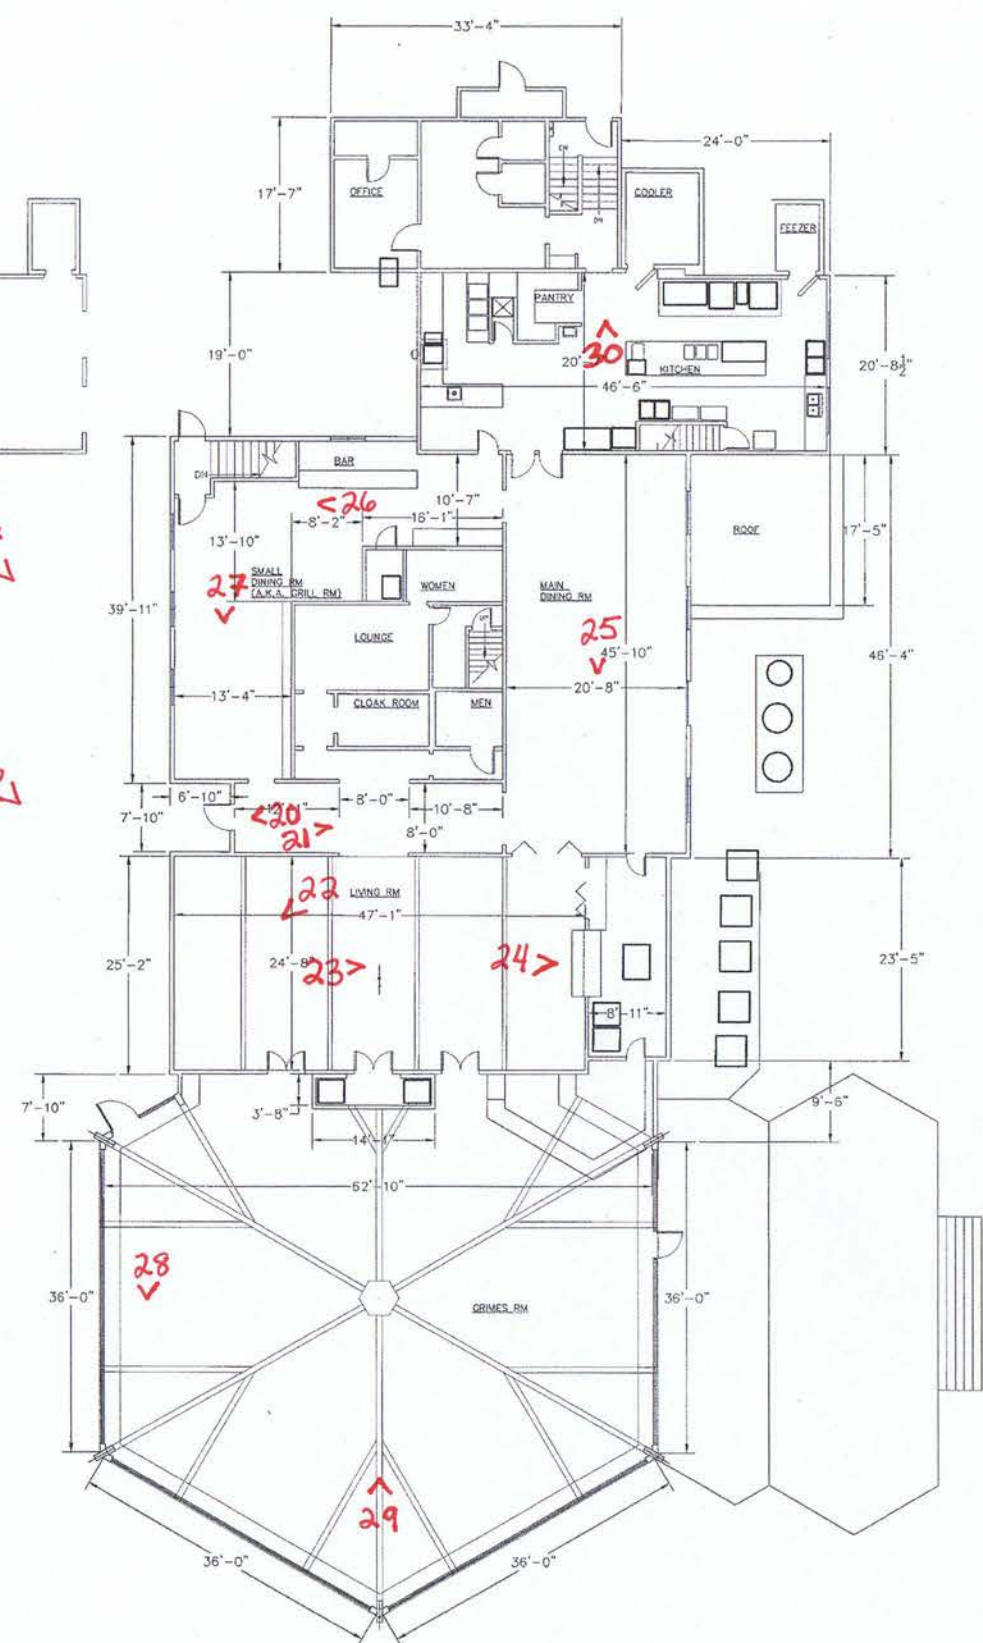 33'-4"
24'-0"
17'-7"
OFFICE
DN
DN
COOLER
FEEZER
PANTRY
19'-0"
30
KITCHEN
46'-6"
20'-8½"
BAR
DN
<26
10'-7"
8'-2"
16'-1"
ROOF
17'-5"
13'-10"
SMALL
DINING RM
(A.K.A. GRILL RM)
27
WOMEN
MAIN
DINING RM
39'-11"
LOUNGE
25
45'-10"
46'-4"
20'-8"
13'-4"
CLOAK ROOM
MEN
6'-10"
8'-0"
10'-8"
7'-10"
<20
21>
8'-0"
22
LIVING RM
47'-1"
25'-2"
24'-8"
23>
24>
23'-5"
8'-11"
7'-10"
3'-8"
9'-6"
14'-1"
62'-10"
28
36'-0"
GRIMES RM
36'-0"
29
36'-0"
36'-0"